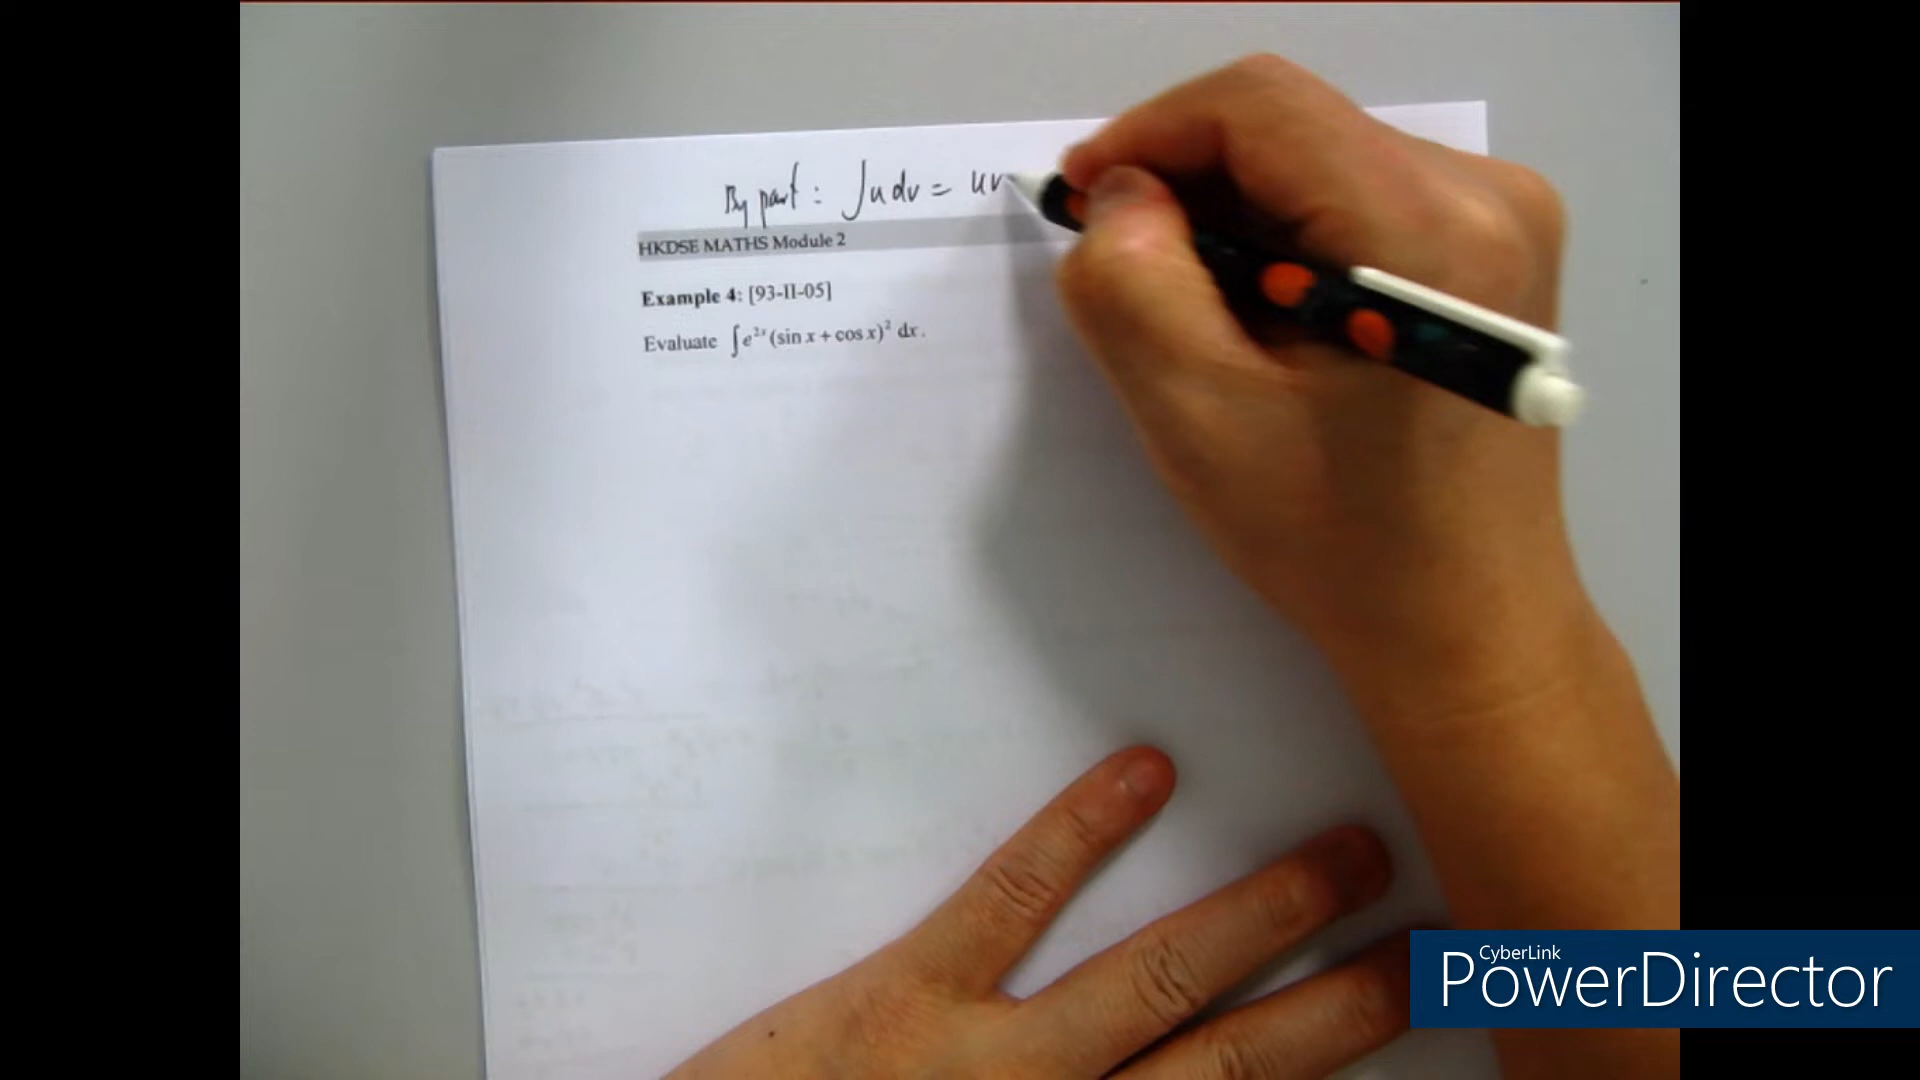 By part : ∫u dv = uv
HKDSE MATHS Module 2
Example 4: [93-II-05]
Evaluate ∫e^{2x} (sin x + cos x)² dx .
CyberLink
PowerDirector